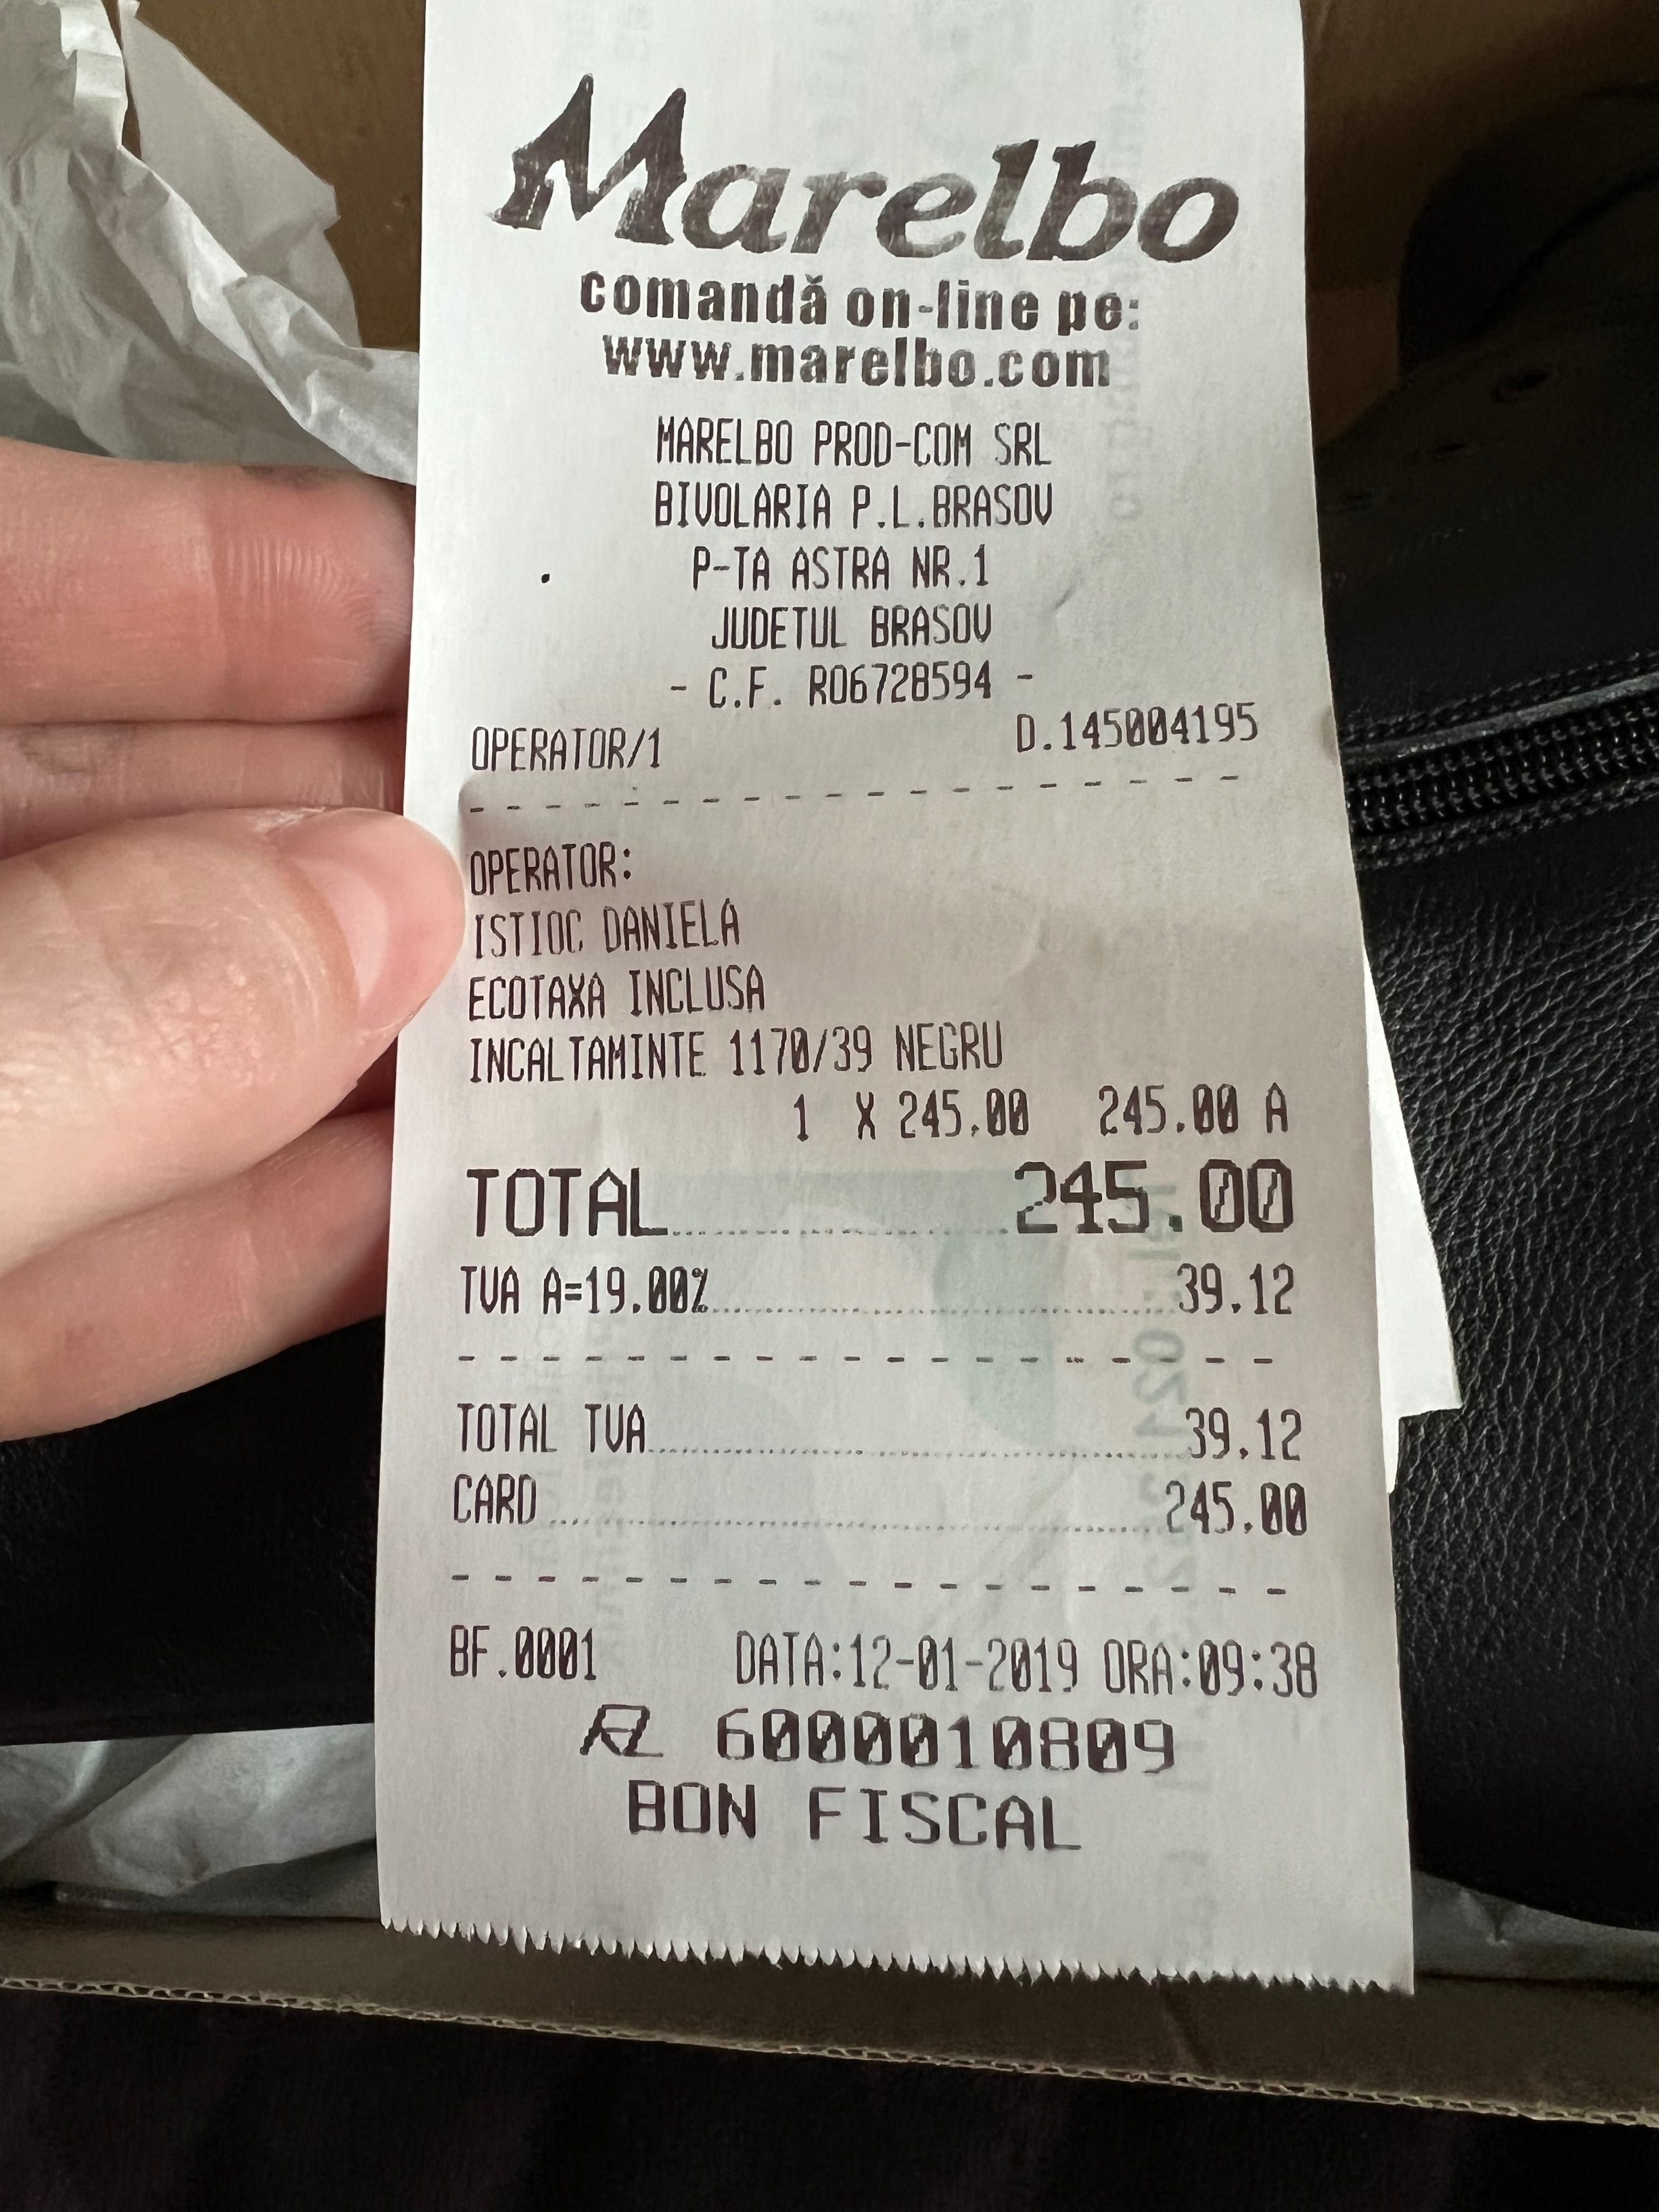 Marelbo
comandă on-line pe:
www.marelbo.com
MARELBO PROD-COM SRL
BIVOLARIA P.L.BRASOV
P-TA ASTRA NR.1
JUDETUL BRASOV
- C.F. RO6728594 -
OPERATOR/1 D.145004195
OPERATOR:
ISTIOC DANIELA
ECOTAXA INCLUSA
INCALTAMINTE 1170/39 NEGRU
1 X 245.00 245.00 A
TOTAL 245.00
TVA A=19.00% 39.12
TOTAL TVA 39.12
CARD 245.00
BF.0001 DATA:12-01-2019 ORA:09:38
6000010809
BON FISCAL